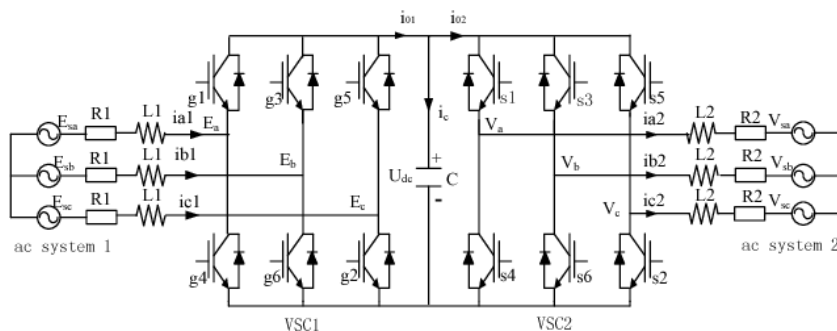 i01 i02
g1 g3 g5 s1 s3 s5
Esa R1 L1 ia1 Ea ic Va ia2 L2 R2 Vsa
Esb R1 L1 ib1 Eb Udc + C Vb ib2 L2 R2 Vsb
Esc R1 L1 ic1 Ec - Vc ic2 L2 R2 Vsc
ac system 1 ac system 2
g4 g6 g2 s4 s6 s2
VSC1 VSC2